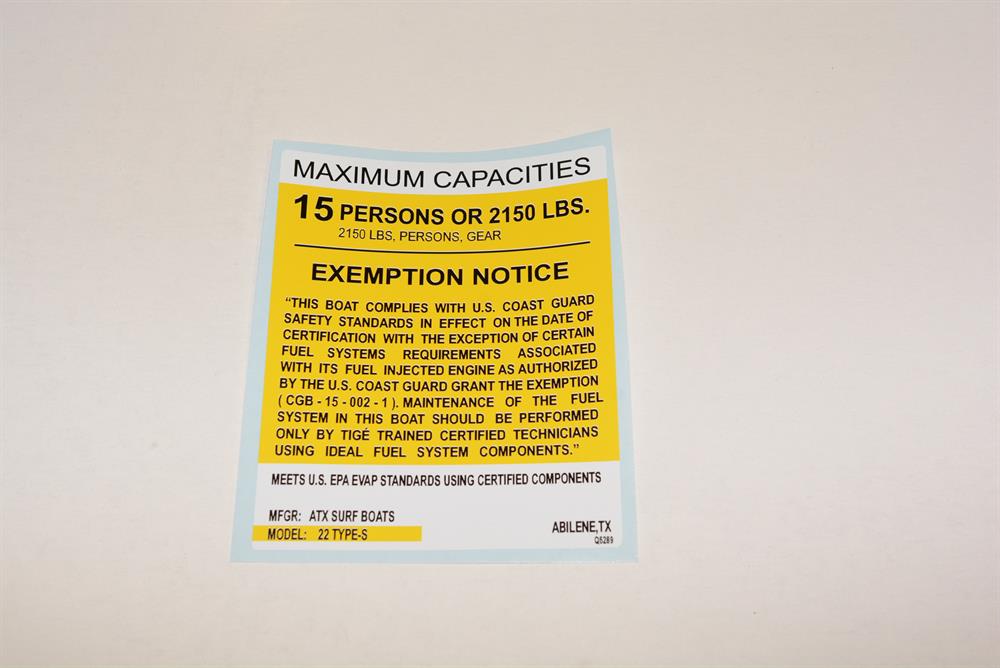 MAXIMUM CAPACITIES
15 PERSONS OR 2150 LBS.
2150 LBS, PERSONS, GEAR
EXEMPTION NOTICE
“THIS BOAT COMPLIES WITH U.S. COAST GUARD
SAFETY STANDARDS IN EFFECT ON THE DATE OF
CERTIFICATION WITH THE EXCEPTION OF CERTAIN
FUEL SYSTEMS REQUIREMENTS ASSOCIATED
WITH ITS FUEL INJECTED ENGINE AS AUTHORIZED
BY THE U.S. COAST GUARD GRANT THE EXEMPTION
( CGB - 15 - 002 - 1 ). MAINTENANCE OF THE FUEL
SYSTEM IN THIS BOAT SHOULD BE PERFORMED
ONLY BY TIGÉ TRAINED CERTIFIED TECHNICIANS
USING IDEAL FUEL SYSTEM COMPONENTS.”
MEETS U.S. EPA EVAP STANDARDS USING CERTIFIED COMPONENTS
MFGR: ATX SURF BOATS
MODEL: 22 TYPE-S
ABILENE,TX
Q5289